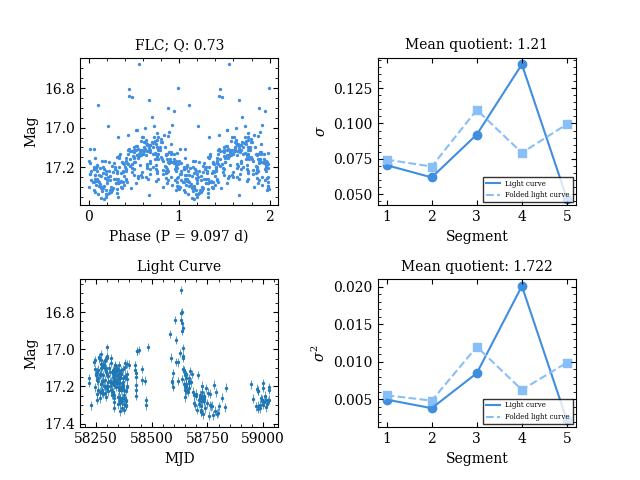 FLC; Q: 0.73
Mag
16.8
17.0
17.2
0
1
2
Phase (P = 9.097 d)
Mean quotient: 1.21
σ
0.125
0.100
0.075
0.050
Light curve
Folded light curve
1
2
3
4
5
Segment
Light Curve
Mag
16.8
17.0
17.2
17.4
58250
58500
58750
59000
MJD
Mean quotient: 1.722
σ²
0.020
0.015
0.010
0.005
Light curve
Folded light curve
1
2
3
4
5
Segment